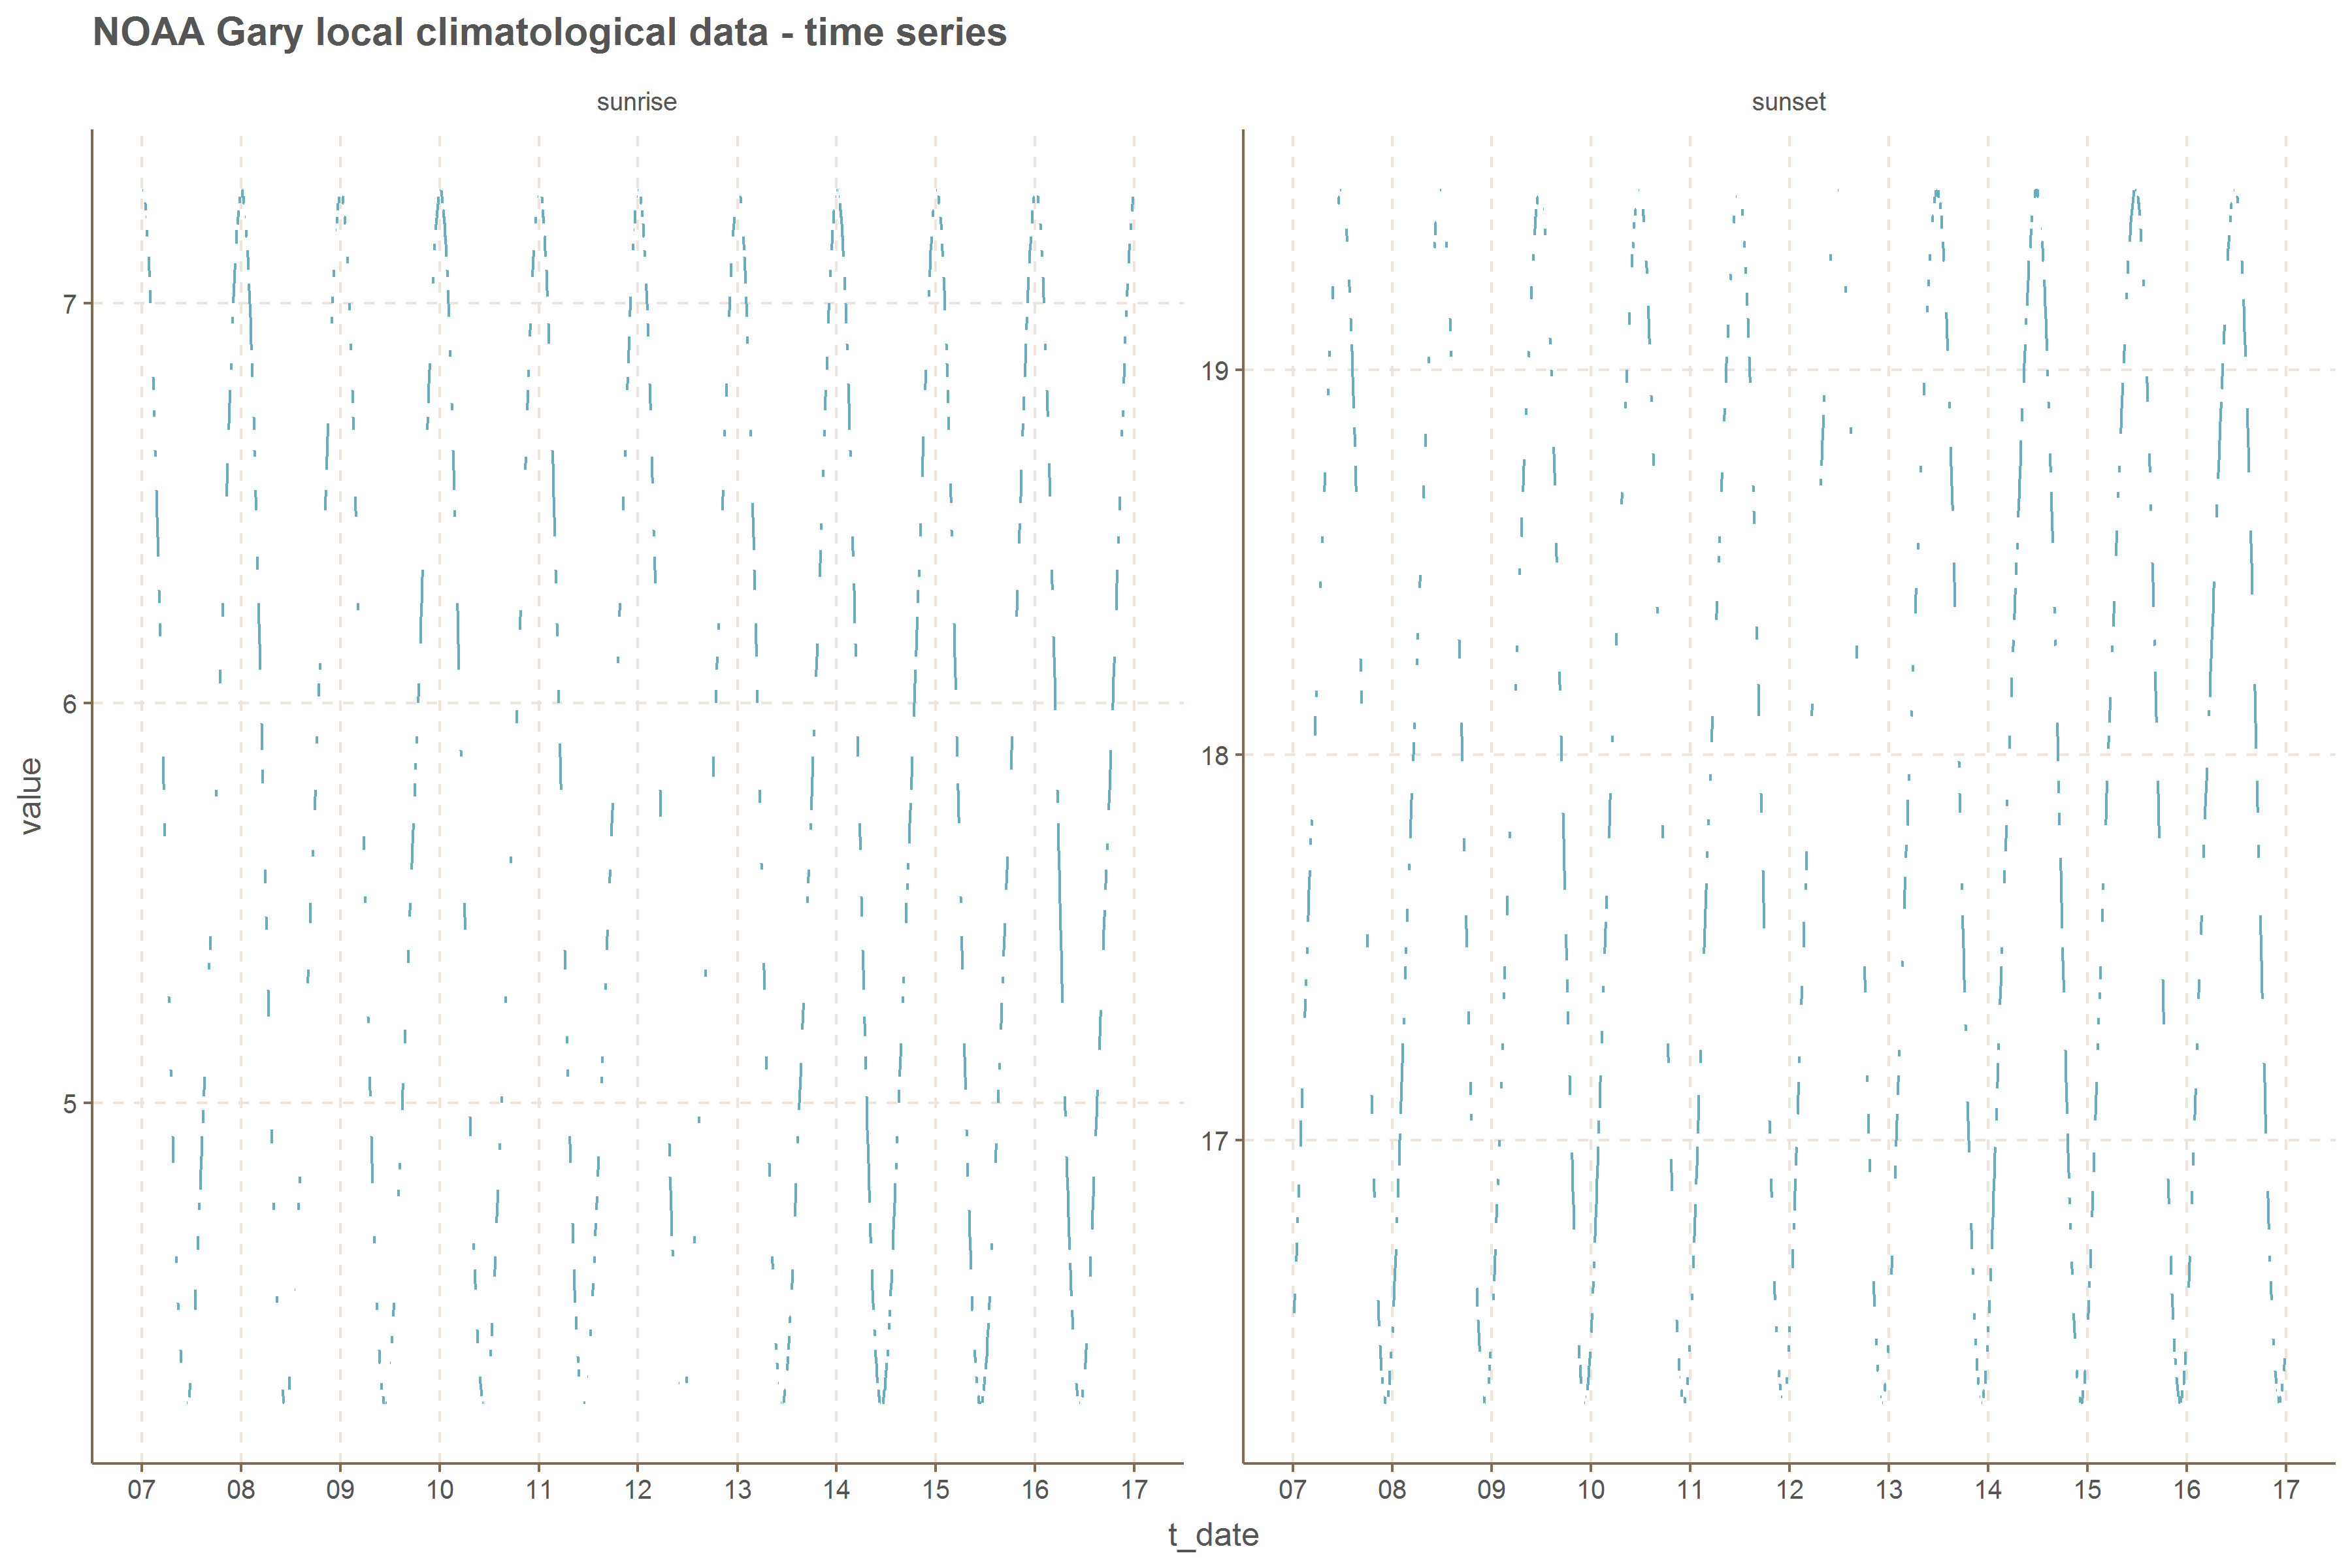 NOAA Gary local climatological data - time series
sunrise
sunset
value
7
6
5
19
18
17
07 08 09 10 11 12 13 14 15 16 17
07 08 09 10 11 12 13 14 15 16 17
t_date